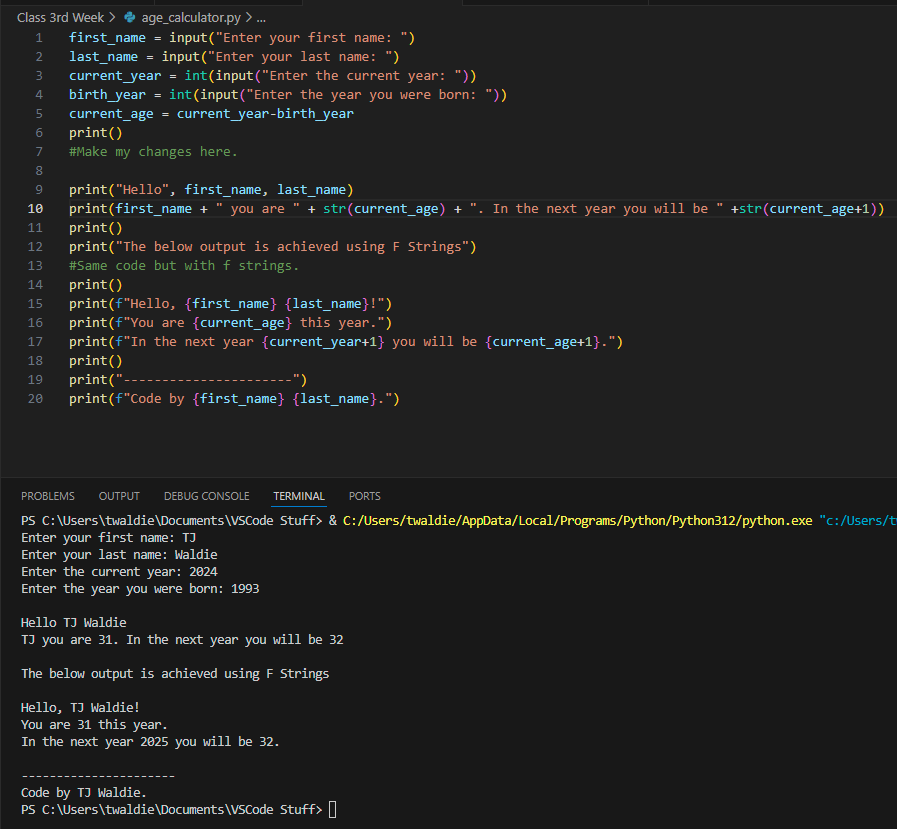 Class 3rd Week > age_calculator.py > ...
1 first_name = input("Enter your first name: ")
2 last_name = input("Enter your last name: ")
3 current_year = int(input("Enter the current year: "))
4 birth_year = int(input("Enter the year you were born: "))
5 current_age = current_year-birth_year
6 print()
7 #Make my changes here.
8
9 print("Hello", first_name, last_name)
10 print(first_name + " you are " + str(current_age) + ". In the next year you will be " +str(current_age+1))
11 print()
12 print("The below output is achieved using F Strings")
13 #Same code but with f strings.
14 print()
15 print(f"Hello, {first_name} {last_name}!")
16 print(f"You are {current_age} this year.")
17 print(f"In the next year {current_year+1} you will be {current_age+1}.")
18 print()
19 print("----------------------")
20 print(f"Code by {first_name} {last_name}.")
PROBLEMS OUTPUT DEBUG CONSOLE TERMINAL PORTS
PS C:\Users\twaldie\Documents\VSCode Stuff> & C:/Users/twaldie/AppData/Local/Programs/Python/Python312/python.exe "c:/Users/t
Enter your first name: TJ
Enter your last name: Waldie
Enter the current year: 2024
Enter the year you were born: 1993
Hello TJ Waldie
TJ you are 31. In the next year you will be 32
The below output is achieved using F Strings
Hello, TJ Waldie!
You are 31 this year.
In the next year 2025 you will be 32.
----------------------
Code by TJ Waldie.
PS C:\Users\twaldie\Documents\VSCode Stuff>